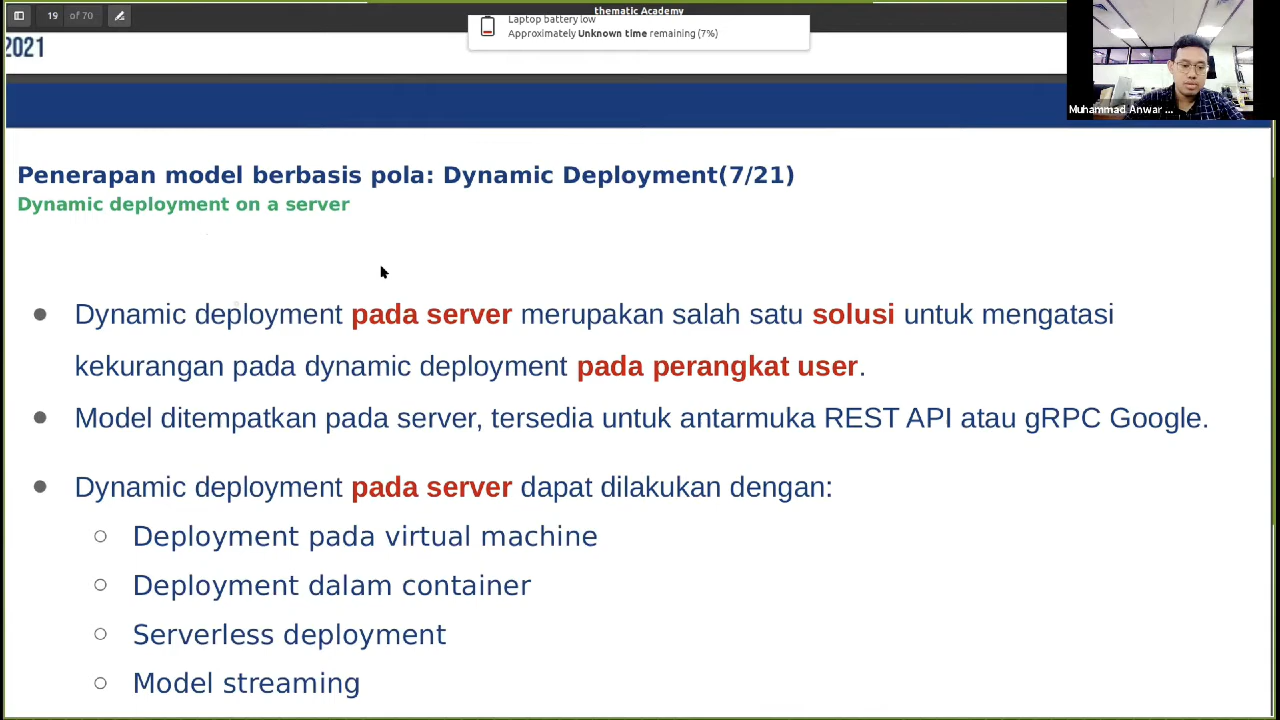 19 of 70
thematic Academy
Laptop battery low
Approximately Unknown time remaining (7%)
2021
Muhammad Anwar ...
Penerapan model berbasis pola: Dynamic Deployment(7/21)
Dynamic deployment on a server
Dynamic deployment pada server merupakan salah satu solusi untuk mengatasi
kekurangan pada dynamic deployment pada perangkat user.
Model ditempatkan pada server, tersedia untuk antarmuka REST API atau gRPC Google.
Dynamic deployment pada server dapat dilakukan dengan:
Deployment pada virtual machine
Deployment dalam container
Serverless deployment
Model streaming